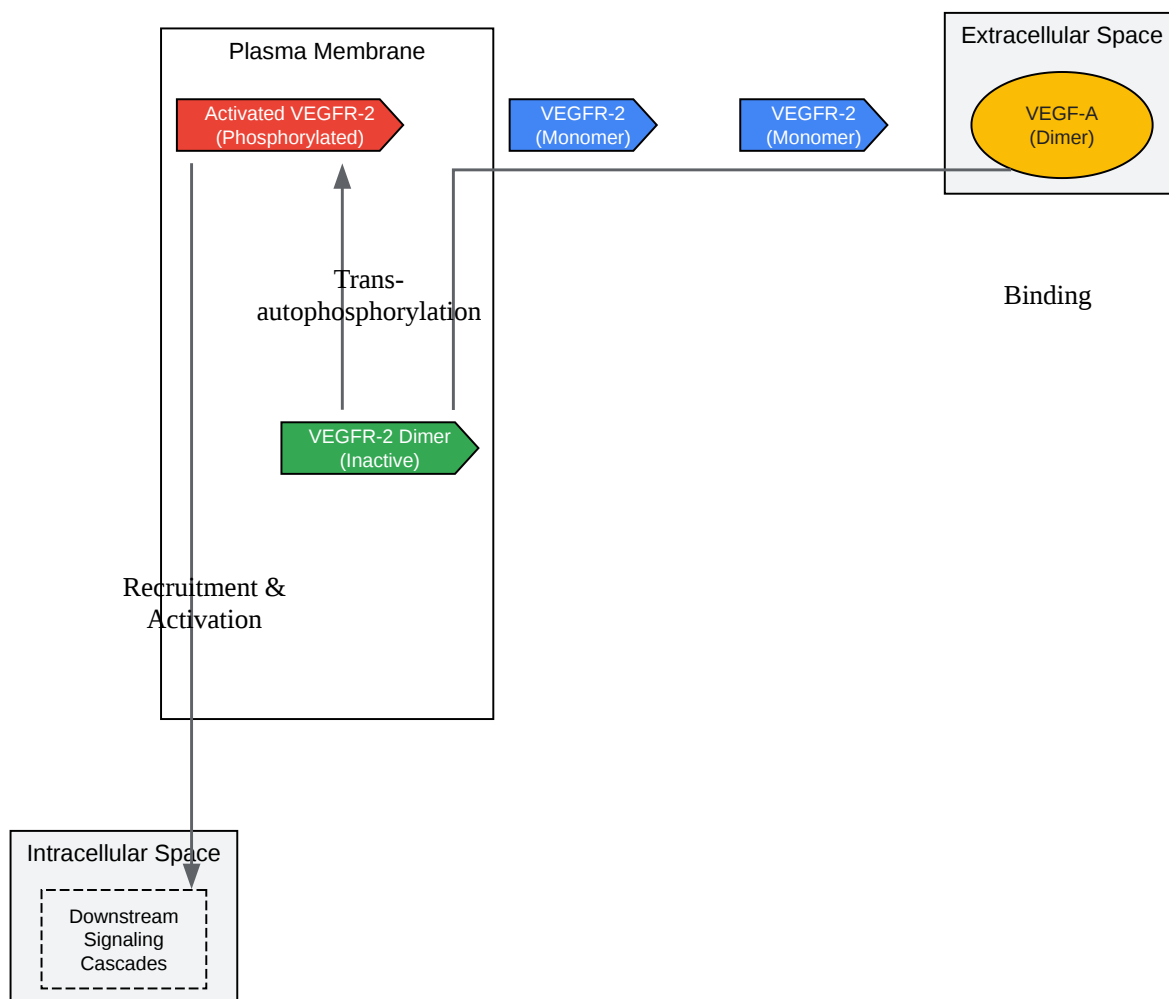 Plasma Membrane
Extracellular Space
Activated VEGFR-2
(Phosphorylated)
VEGFR-2
(Monomer)
VEGFR-2
(Monomer)
VEGF-A
(Dimer)
Trans-
autophosphorylation
Binding
VEGFR-2 Dimer
(Inactive)
Recruitment &
Activation
Intracellular Space
Downstream
Signaling
Cascades